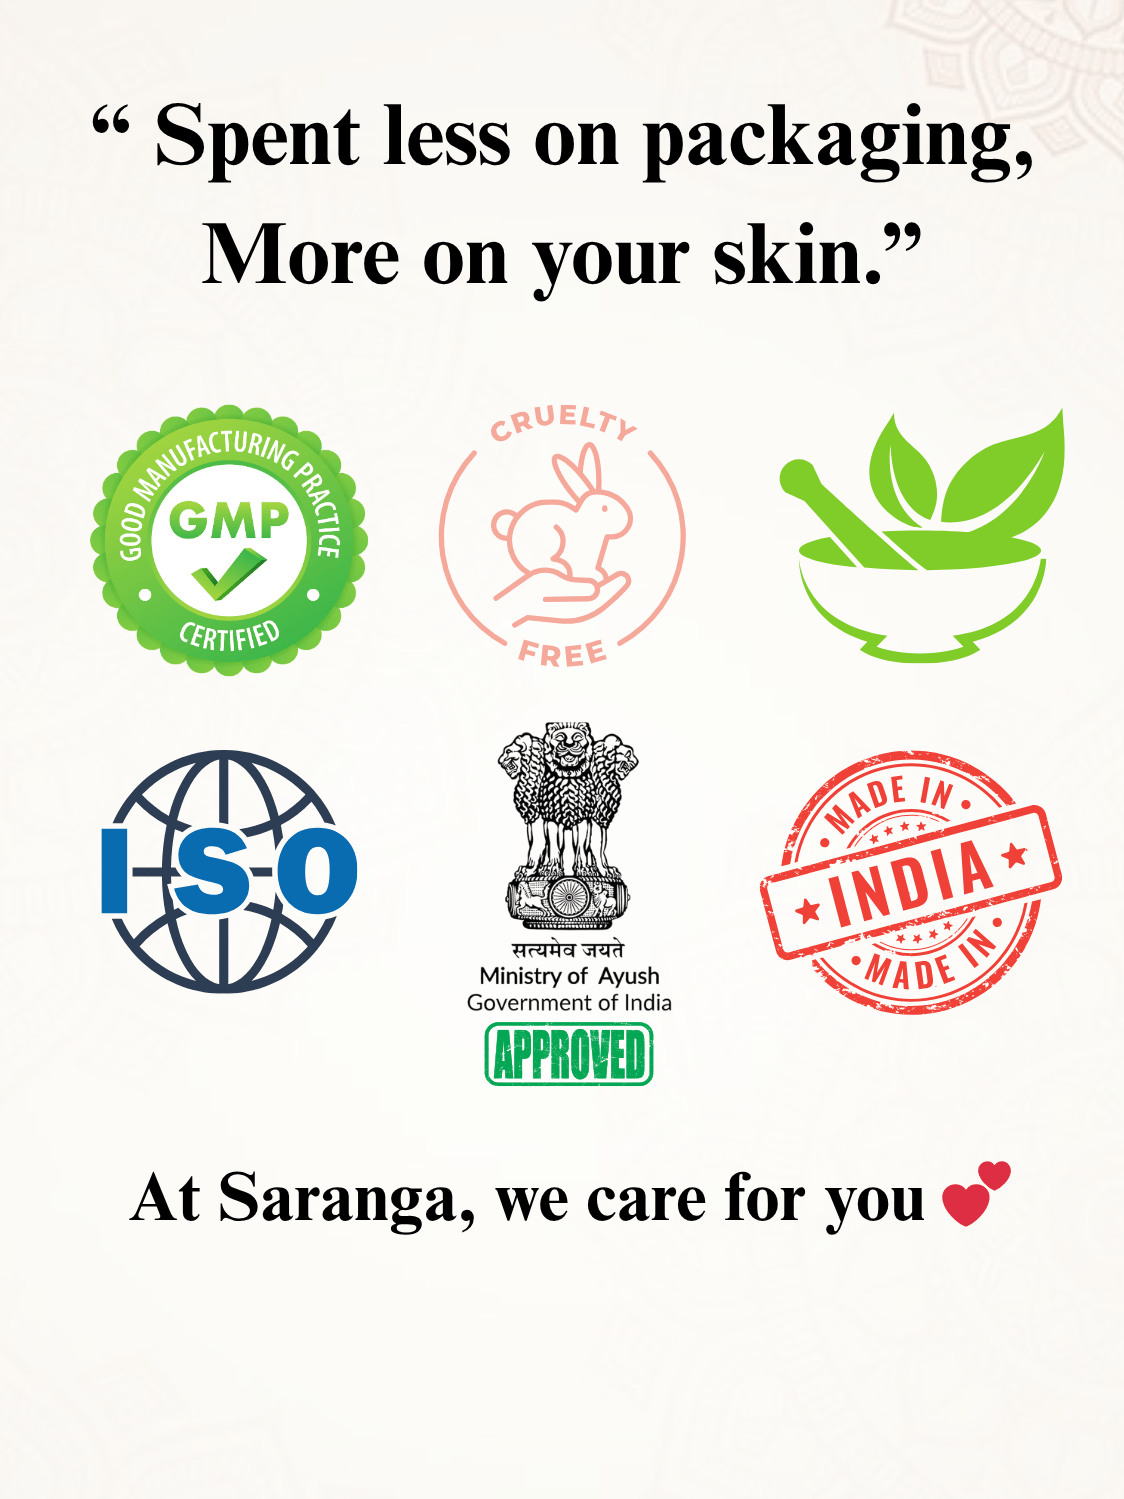 “ Spent less on packaging,
More on your skin.”
GOOD MANUFACTURING PRACTICE
GMP
CERTIFIED
CRUELTY
FREE
ISO
सत्यमेव जयते
Ministry of Ayush
Government of India
APPROVED
MADE IN
INDIA
MADE IN
At Saranga, we care for you 💕